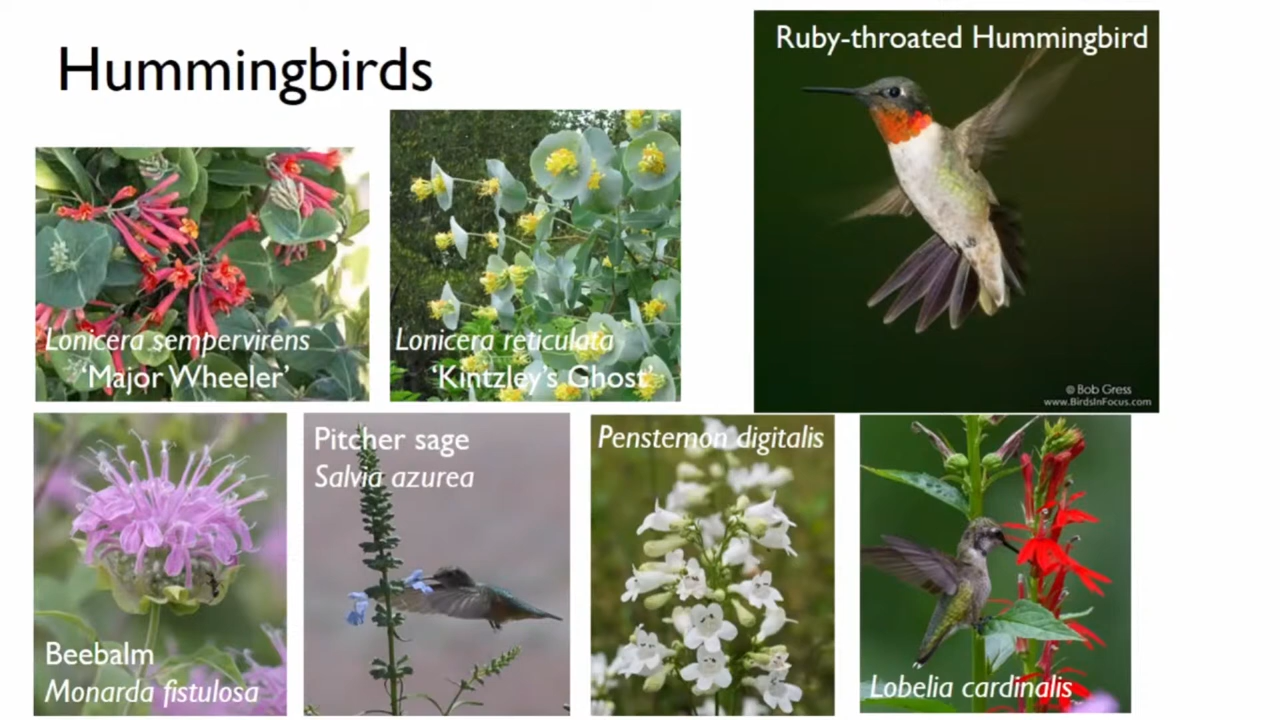 Hummingbirds
Ruby-throated Hummingbird
Lonicera sempervirens
‘Major Wheeler’
Lonicera reticulata
‘Kintzley’s Ghost’
© Bob Gress
www.BirdsInFocus.com
Beebalm
Monarda fistulosa
Pitcher sage
Salvia azurea
Penstemon digitalis
Lobelia cardinalis